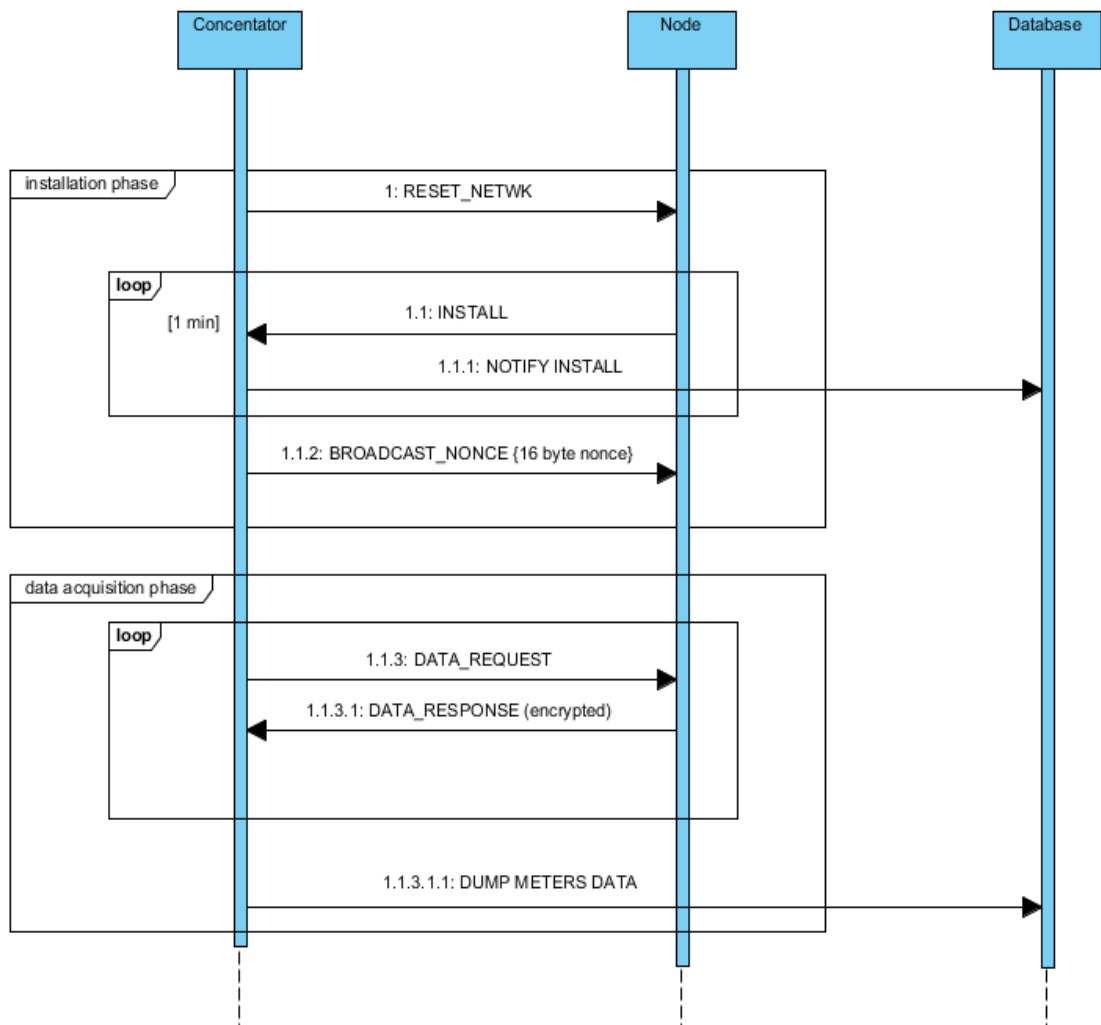 Concentator
Node
Database
installation phase
1: RESET_NETWK
loop
[1 min]
1.1: INSTALL
1.1.1: NOTIFY INSTALL
1.1.2: BROADCAST_NONCE {16 byte nonce}
data acquisition phase
loop
1.1.3: DATA_REQUEST
1.1.3.1: DATA_RESPONSE (encrypted)
1.1.3.1.1: DUMP METERS DATA